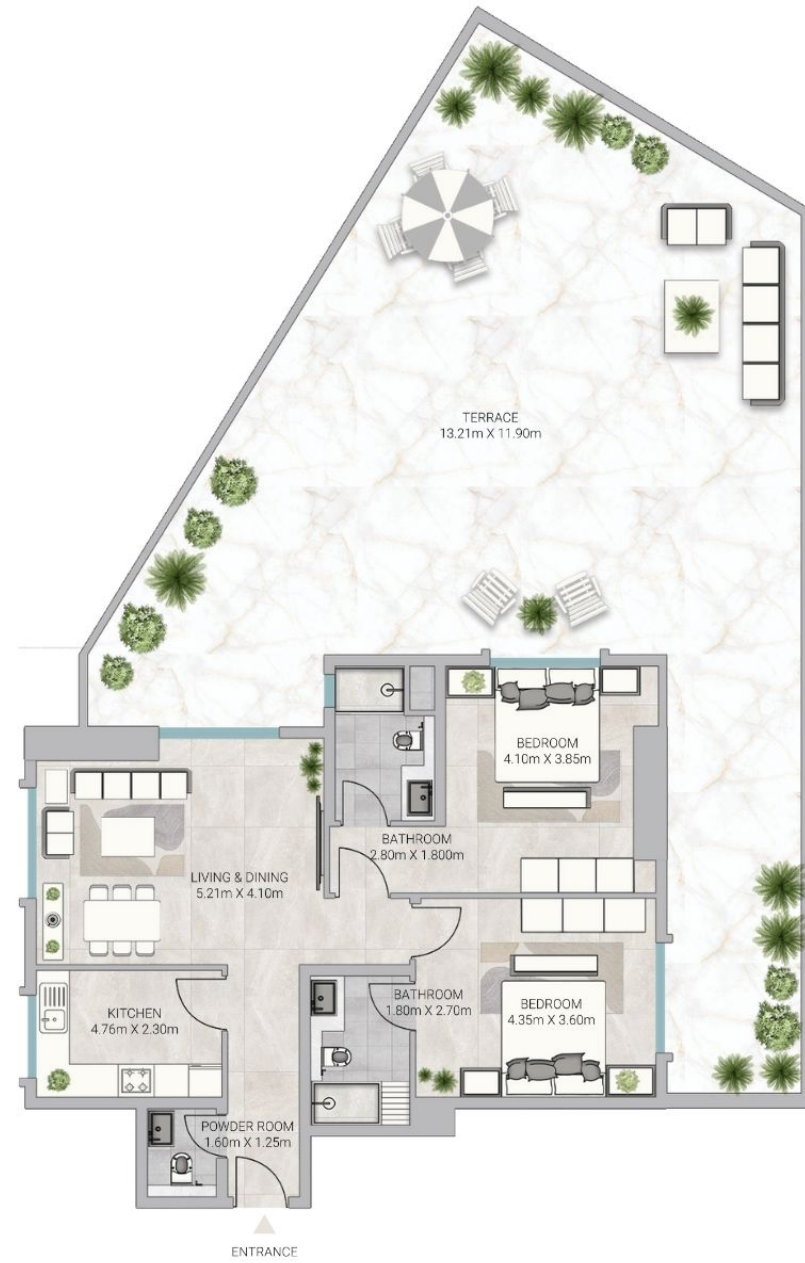 TERRACE
13.21m X 11.90m
BEDROOM
4.10m X 3.85m
BATHROOM
2.80m X 1.800m
LIVING & DINING
5.21m X 4.10m
BATHROOM
1.80m X 2.70m
BEDROOM
4.35m X 3.60m
KITCHEN
4.76m X 2.30m
POWDER ROOM
1.60m X 1.25m
ENTRANCE